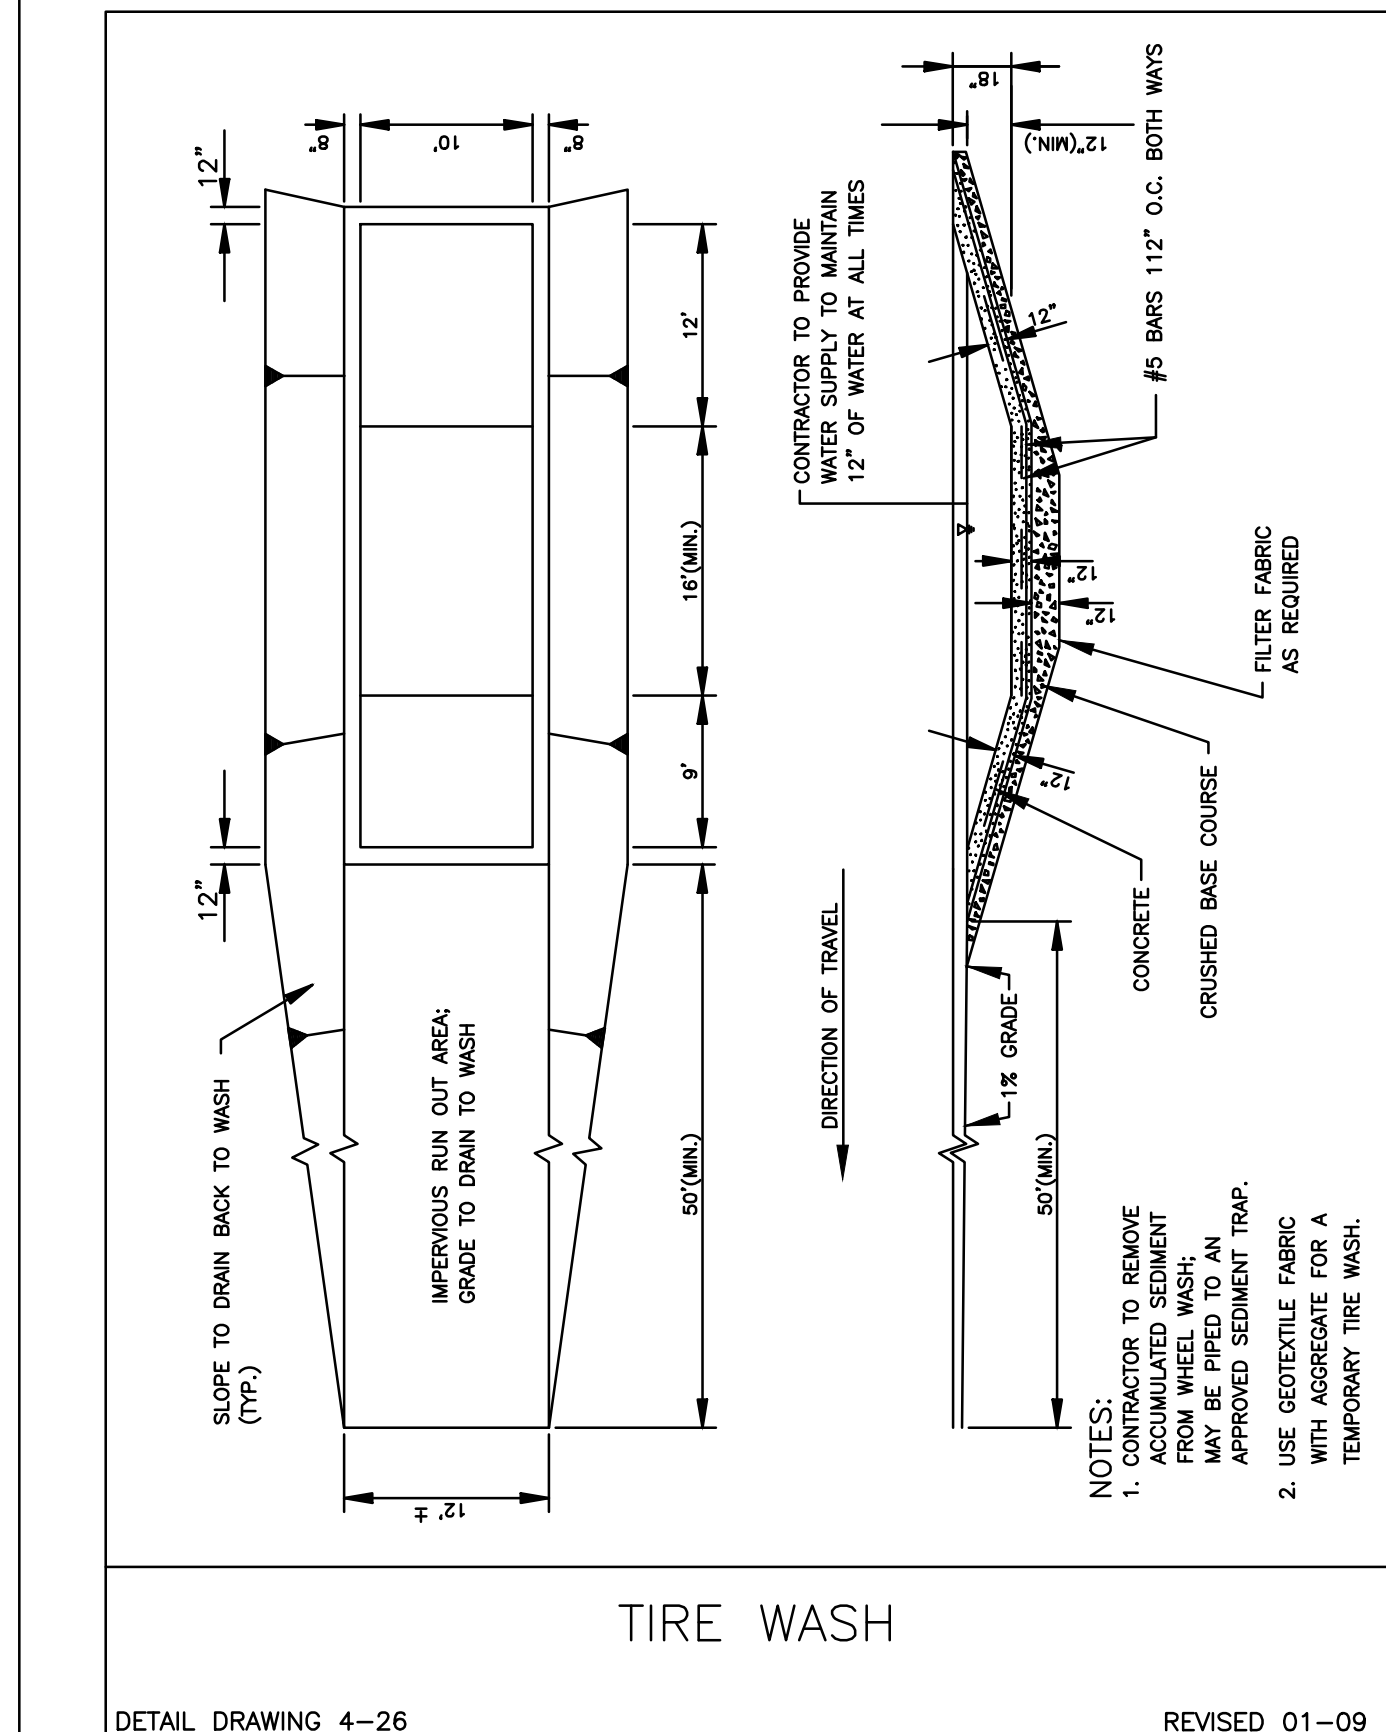 12"
8"
10'
8"
12'
16'(MIN.)
9'
12"
50'(MIN.)
12' ±
SLOPE TO DRAIN BACK TO WASH
(TYP.)
IMPERVIOUS RUN OUT AREA;
GRADE TO DRAIN TO WASH
CONTRACTOR TO PROVIDE
WATER SUPPLY TO MAINTAIN
12" OF WATER AT ALL TIMES
18"
12"(MIN.)
#5 BARS 112" O.C. BOTH WAYS
12"
12"
12"
12"
FILTER FABRIC
AS REQUIRED
CRUSHED BASE COURSE
CONCRETE
DIRECTION OF TRAVEL
1% GRADE
50'(MIN.)
NOTES:
1. CONTRACTOR TO REMOVE
ACCUMULATED SEDIMENT
FROM WHEEL WASH;
MAY BE PIPED TO AN
APPROVED SEDIMENT TRAP.
2. USE GEOTEXTILE FABRIC
WITH AGGREGATE FOR A
TEMPORARY TIRE WASH.
TIRE WASH
DETAIL DRAWING 4-26
REVISED 01-09